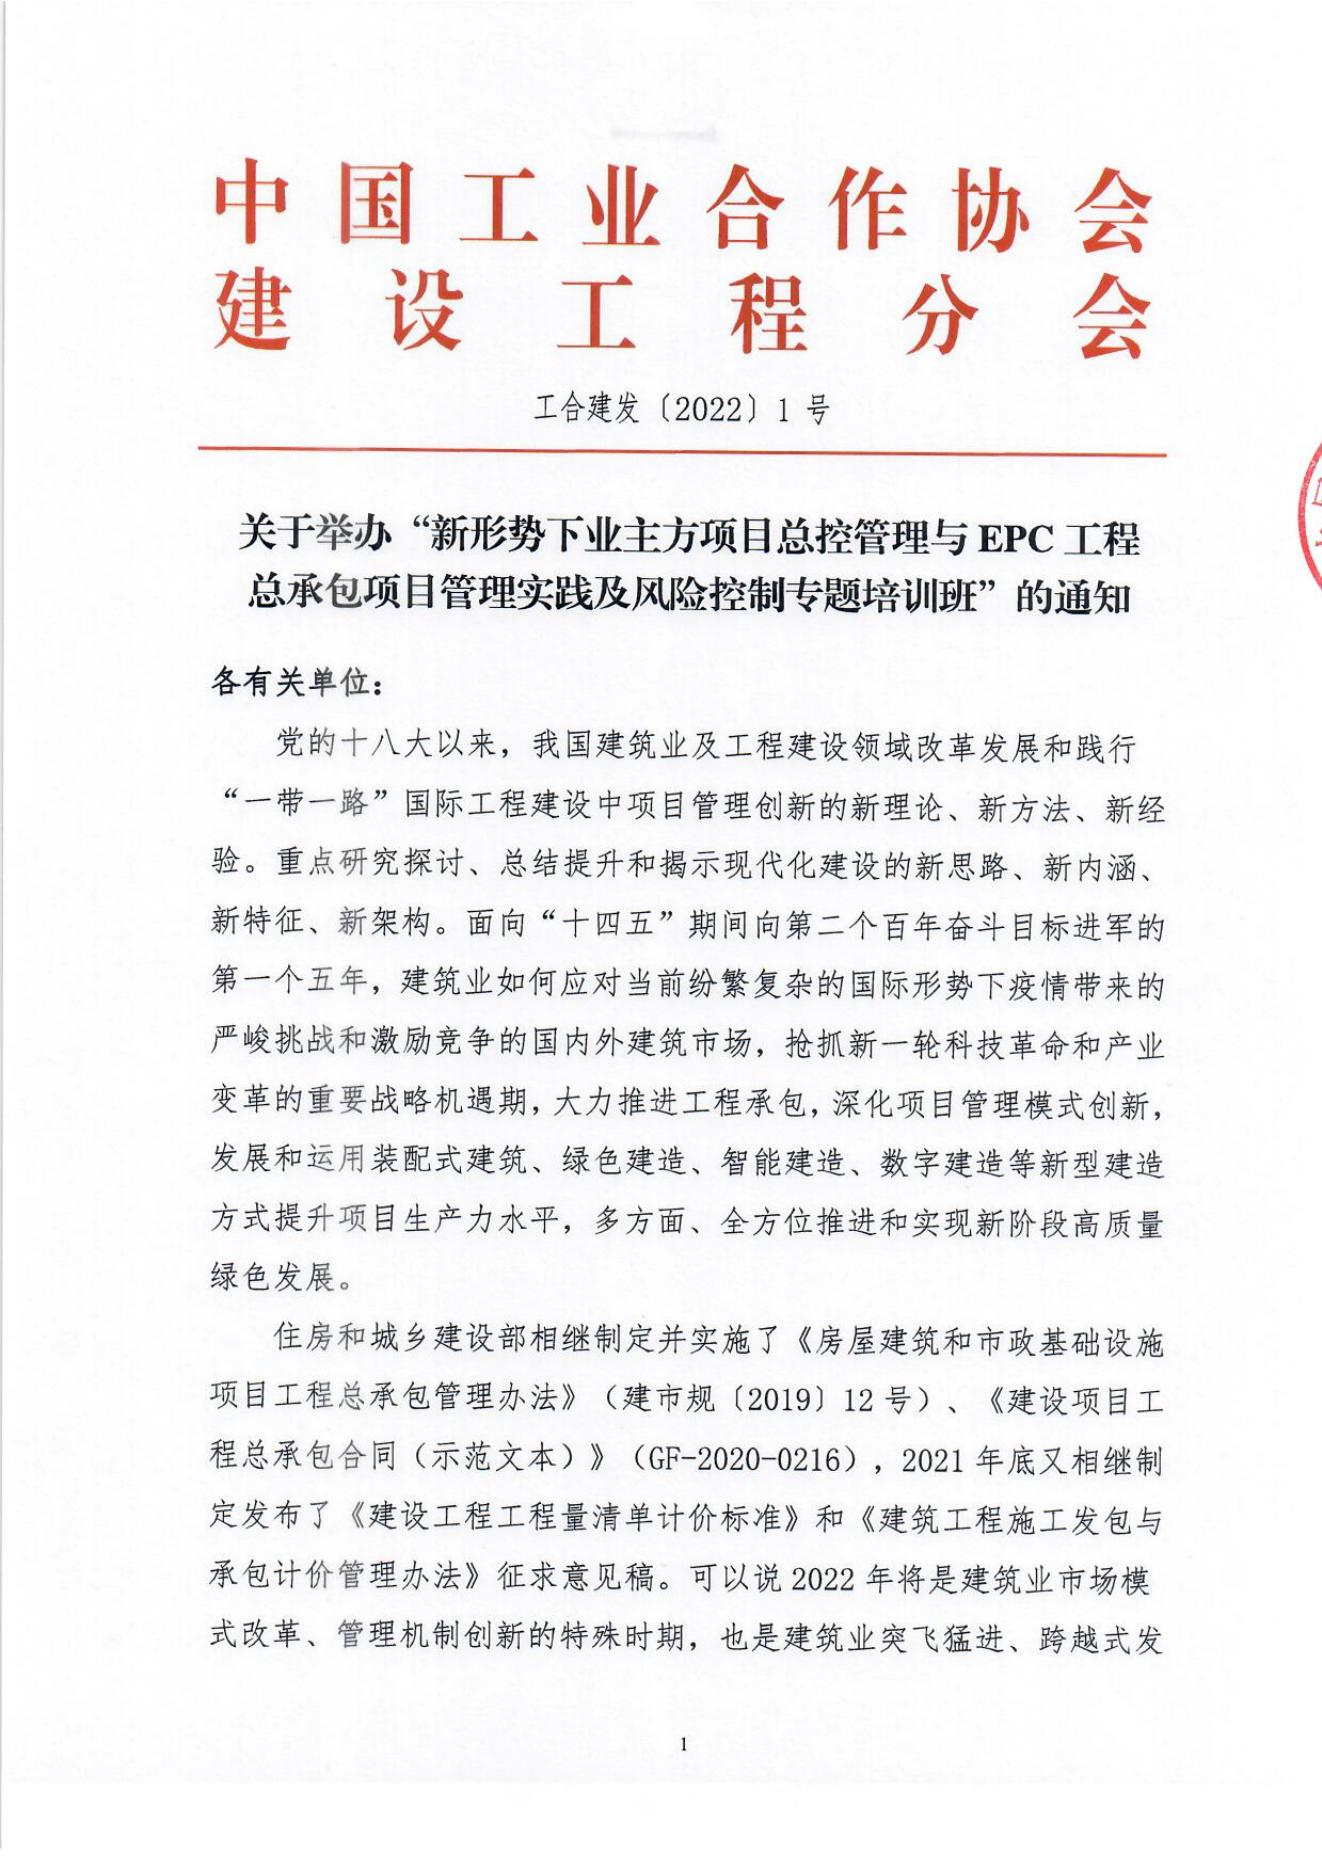 中国工业合作协会
建设工程分会
工合建发〔2022〕1 号
关于举办“新形势下业主方项目总控管理与 EPC 工程
总承包项目管理实践及风险控制专题培训班”的通知
各有关单位：
党的十八大以来，我国建筑业及工程建设领域改革发展和践行
“一带一路”国际工程建设中项目管理创新的新理论、新方法、新经
验。重点研究探讨、总结提升和揭示现代化建设的新思路、新内涵、
新特征、新架构。面向“十四五”期间向第二个百年奋斗目标进军的
第一个五年，建筑业如何应对当前纷繁复杂的国际形势下疫情带来的
严峻挑战和激励竞争的国内外建筑市场，抢抓新一轮科技革命和产业
变革的重要战略机遇期，大力推进工程承包，深化项目管理模式创新，
发展和运用装配式建筑、绿色建造、智能建造、数字建造等新型建造
方式提升项目生产力水平，多方面、全方位推进和实现新阶段高质量
绿色发展。
住房和城乡建设部相继制定并实施了《房屋建筑和市政基础设施
项目工程总承包管理办法》（建市规〔2019〕12 号）、《建设项目工
程总承包合同（示范文本）》（GF-2020-0216），2021 年底又相继制
定发布了《建设工程工程量清单计价标准》和《建筑工程施工发包与
承包计价管理办法》征求意见稿。可以说 2022 年将是建筑业市场模
式改革、管理机制创新的特殊时期，也是建筑业突飞猛进、跨越式发
1